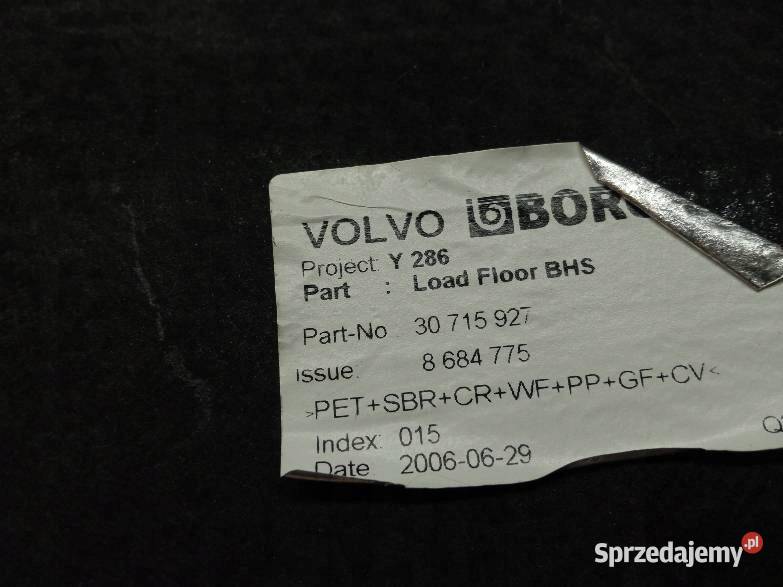 VOLVO
Project: Y 286
Part : Load Floor BHS
Part-No 30 715 927
Issue: 8 684 775
>PET+SBR+CR+WF+PP+GF+CV<
Index: 015
Date 2006-06-29
Sprzedajemy.pl